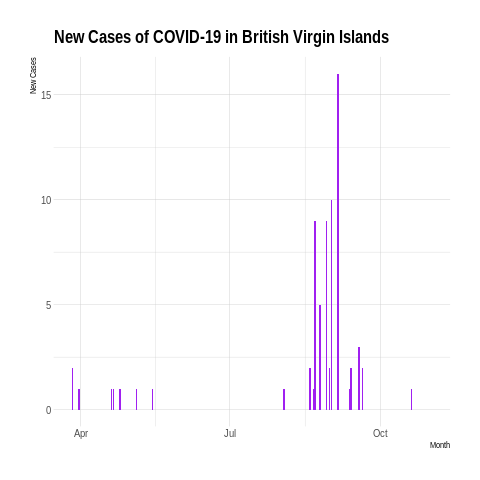 New Cases of COVID-19 in British Virgin Islands
New Cases
15
10
5
0
Apr
Jul
Oct
Month